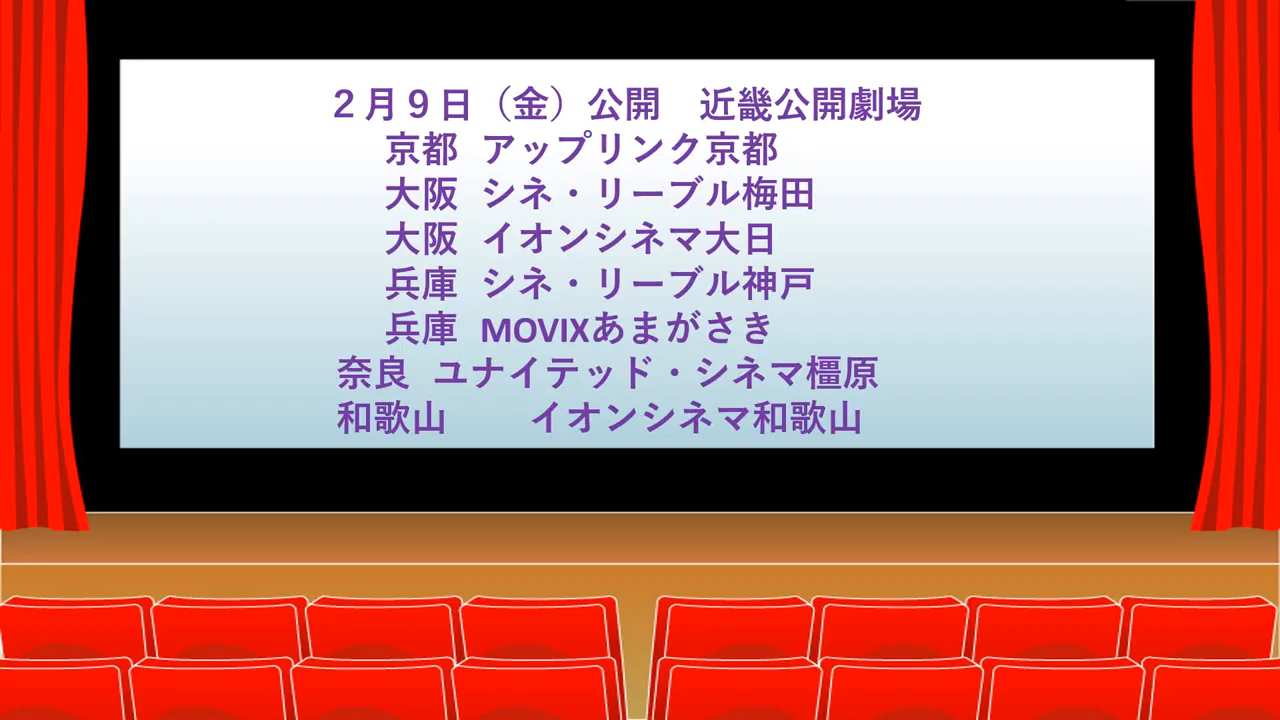 ２月９日（金）公開　近畿公開劇場
京都 アップリンク京都
大阪 シネ・リーブル梅田
大阪 イオンシネマ大日
兵庫 シネ・リーブル神戸
兵庫 MOVIXあまがさき
奈良 ユナイテッド・シネマ橿原
和歌山　　イオンシネマ和歌山